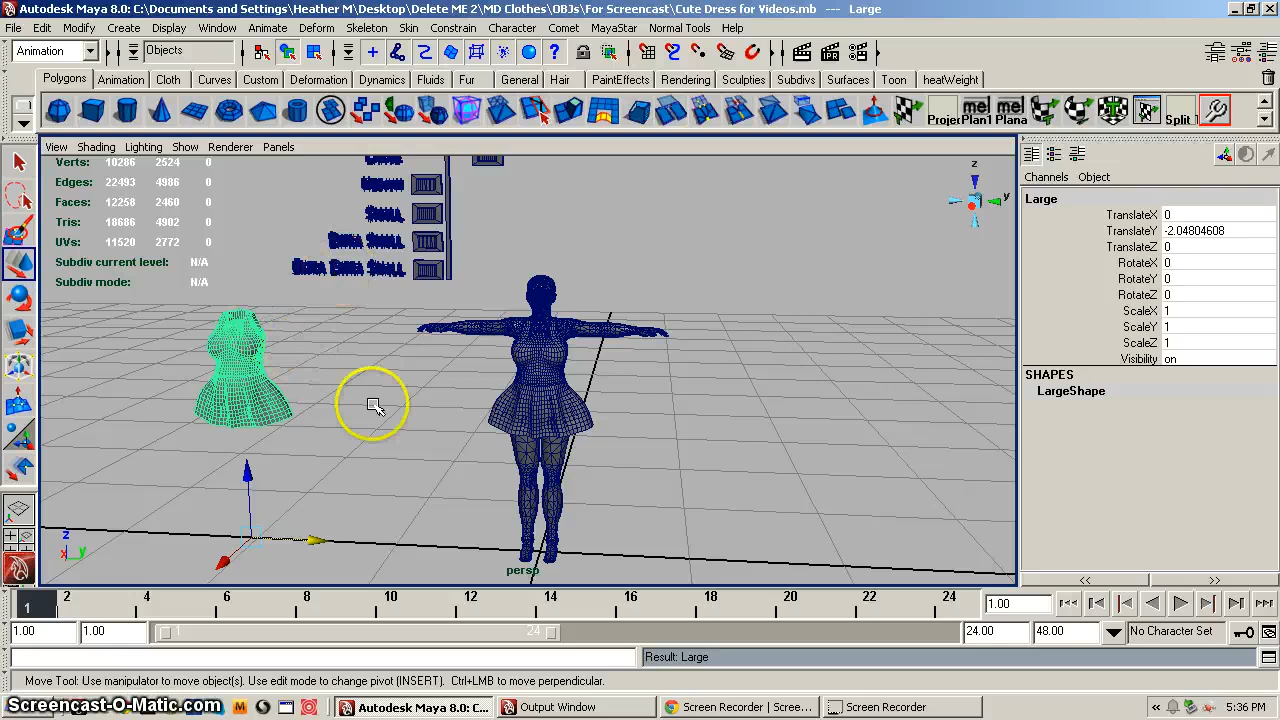 Autodesk Maya 8.0: C:\Documents and Settings\Heather M\Desktop\Delete ME 2\MD Clothes\OBJs\For Screencast\Cute Dress for Videos.mb --- Large
File Edit Modify Create Display Window Animate Deform Skeleton Skin Constrain Character Comet MayaStar Normal Tools Help
Animation Objects
Polygons Animation Cloth Curves Custom Deformation Dynamics Fluids Fur General Hair PaintEffects Rendering Sculpties Subdivs Surfaces Toon heatWeight
Projec Plan1 Plana Split
View Shading Lighting Show Renderer Panels
Channels Object
Verts: 10286 2524 0
Edges: 22493 4986 0
Faces: 12258 2460 0
Tris: 18686 4902 0
UVs: 11520 2772 0
Subdiv current level: N/A
Subdiv mode: N/A
Medium
Small
Extra Small
Extra Extra Small
z
y
Large
TranslateX 0
TranslateY -2.04804608
TranslateZ 0
RotateX 0
RotateY 0
RotateZ 0
ScaleX 1
ScaleY 1
ScaleZ 1
Visibility on
SHAPES
LargeShape
z
x y
persp
<< >>
1 2 4 6 8 10 12 14 16 18 20 22 24 1.00
1.00 1.00 1 24 24.00 48.00 No Character Set
Result: Large
Move Tool: Use manipulator to move object(s). Use edit mode to change pivot (INSERT). Ctrl+LMB to move perpendicular.
Screencast-O-Matic.com
Autodesk Maya 8.0: C... Output Window Screen Recorder | Scree... Screen Recorder 5:36 PM